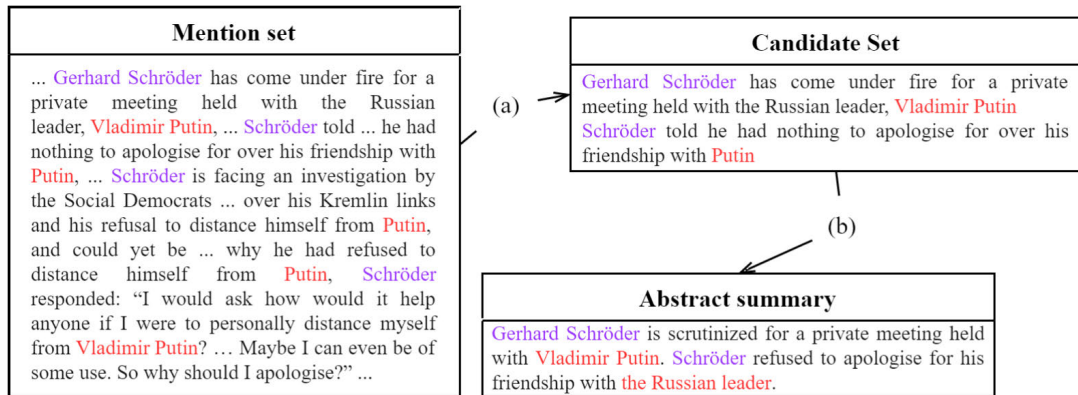 Mention set
... Gerhard Schröder has come under fire for a
private meeting held with the Russian
leader, Vladimir Putin, ... Schröder told ... he had
nothing to apologise for over his friendship with
Putin, ... Schröder is facing an investigation by
the Social Democrats ... over his Kremlin links
and his refusal to distance himself from Putin,
and could yet be ... why he had refused to
distance himself from Putin, Schröder
responded: “I would ask how would it help
anyone if I were to personally distance myself
from Vladimir Putin? … Maybe I can even be of
some use. So why should I apologise?” ...
(a)
Candidate Set
Gerhard Schröder has come under fire for a private
meeting held with the Russian leader, Vladimir Putin
Schröder told he had nothing to apologise for over his
friendship with Putin
(b)
Abstract summary
Gerhard Schröder is scrutinized for a private meeting held
with Vladimir Putin. Schröder refused to apologise for his
friendship with the Russian leader.